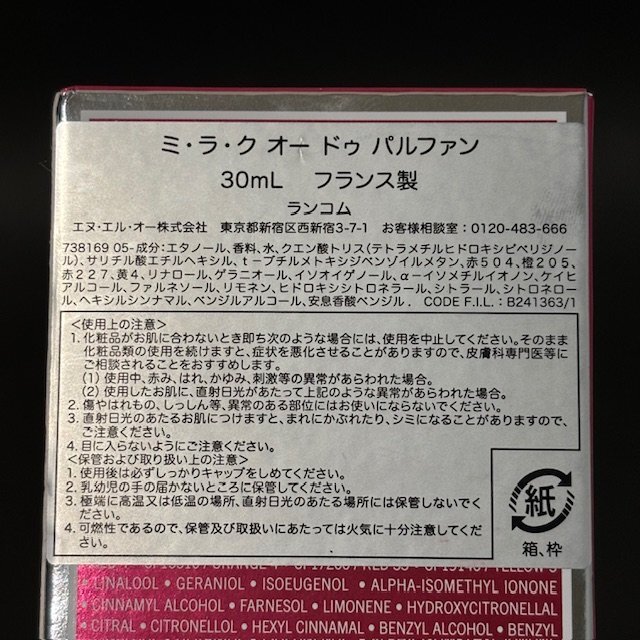 ミ・ラ・ク オー ドゥ パルファン
30mL フランス製
ランコム
エヌ・エル・オー株式会社 東京都新宿区西新宿3-7-1 お客様相談室：0120-483-666
738169 05-成分：エタノール、香料、水、クエン酸トリス(テトラメチルヒドロキシピペリジノー
ル)、サリチル酸エチルヘキシル、t－ブチルメトキシジベンゾイルメタン、赤504、橙205、
赤227、黄4、リナロール、ゲラニオール、イソオイゲノール、α－イソメチルイオノン、ケイヒ
アルコール、ファルネソール、リモネン、ヒドロキシシトロネラール、シトラール、シトロネロー
ル、ヘキシルシンナマル、ベンジルアルコール、安息香酸ベンジル． CODE F.I.L.：B241363/1
<使用上の注意>
1. 化粧品がお肌に合わないとき即ち次のような場合には、使用を中止してください。そのまま
化粧品類の使用を続けますと、症状を悪化させることがありますので、皮膚科専門医等に
ご相談されることをおすすめします。
(1) 使用中、赤み、はれ、かゆみ、刺激等の異常があらわれた場合。
(2) 使用したお肌に、直射日光があたって上記のような異常があらわれた場合。
2. 傷やはれもの、しっしん等、異常のある部位にはお使いにならないでください。
3. 直射日光のあたるお肌につけますと、まれにかぶれたり、シミになることがありますので、
ご注意ください。
4. 目に入らないようにご注意ください。
<保管および取り扱い上の注意>
1. 使用後は必ずしっかりキャップをしめてください。
2. 乳幼児の手の届かないところに保管してください。
3. 極端に高温又は低温の場所、直射日光のあたる場所には保管しないでく
ださい。
4. 可燃性であるので、保管及び取扱いにあたっては火気に十分注意してくだ
さい。
紙
箱、枠
LINALOOL • GERANIOL • ISOEUGENOL • ALPHA-ISOMETHYL IONONE
CINNAMYL ALCOHOL • FARNESOL • LIMONENE • HYDROXYCITRONELLAL
CITRAL • CITRONELLOL • HEXYL CINNAMAL • BENZYL ALCOHOL • BENZYL